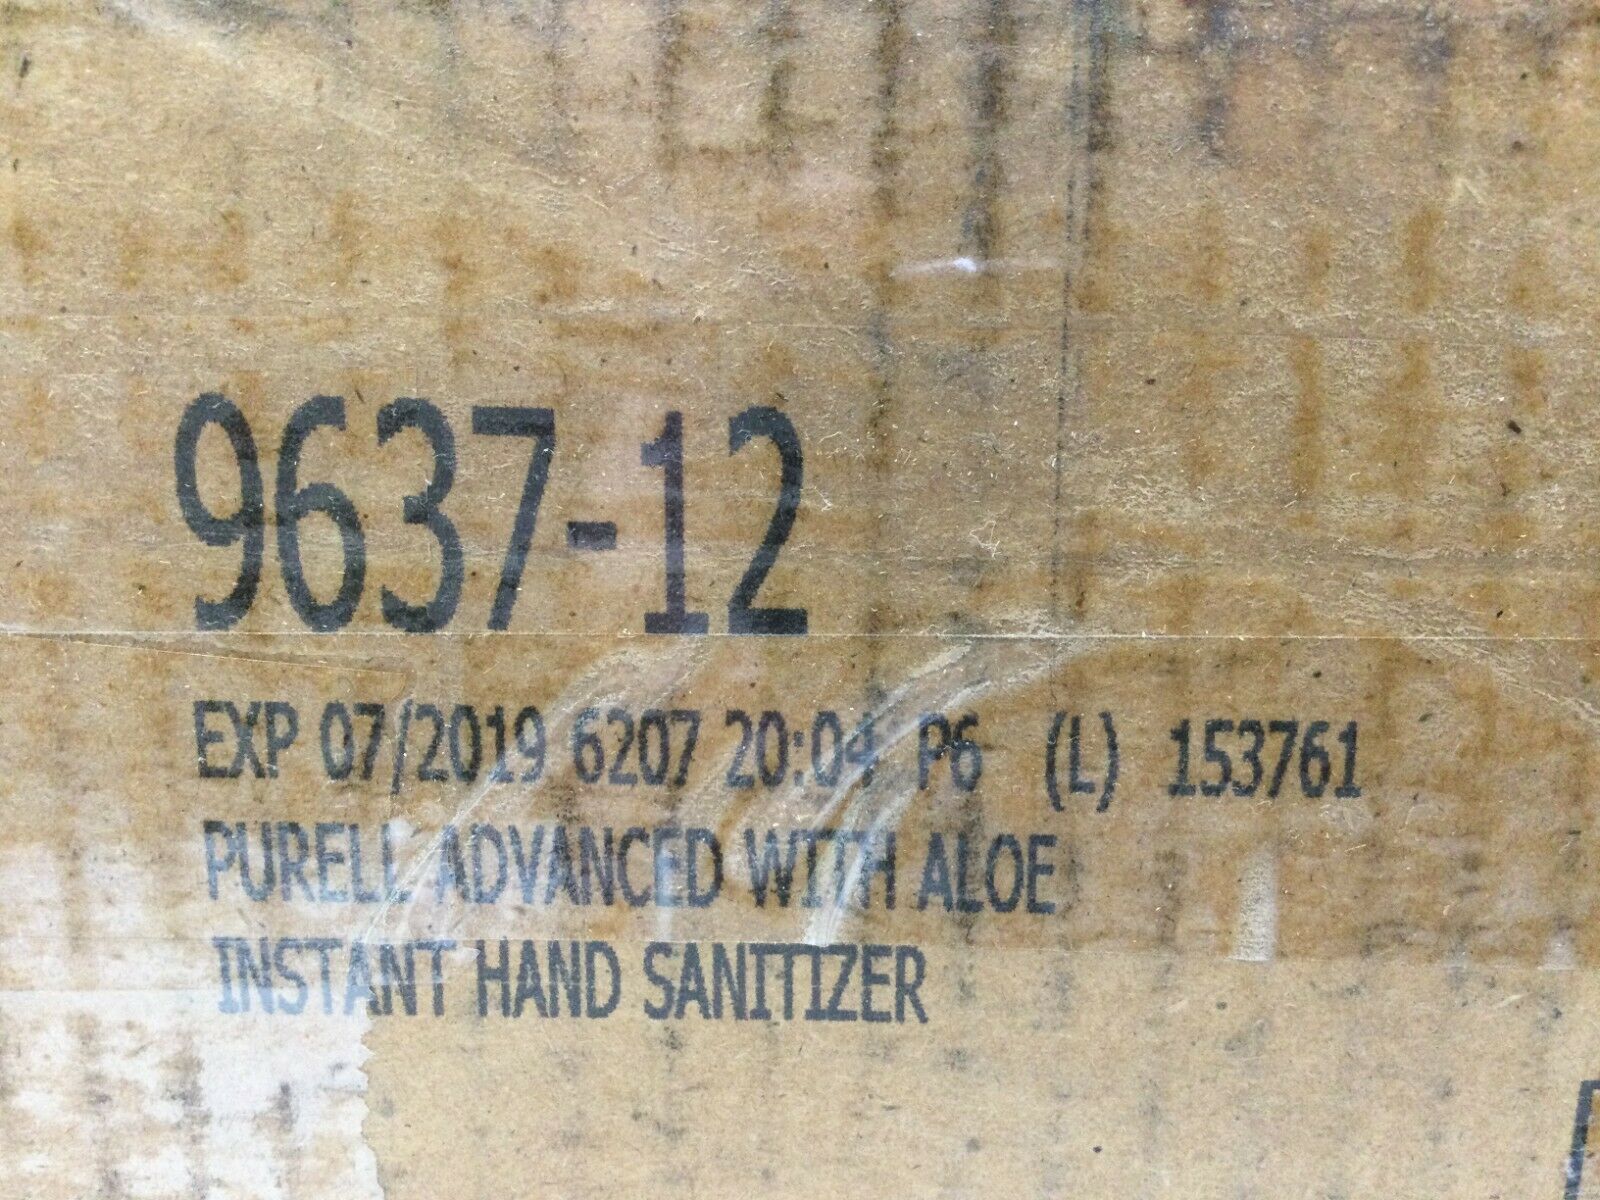 9637-12
EXP 07/2019 6207 20:04 P6 (L) 153761
PURELL ADVANCED WITH ALOE
INSTANT HAND SANITIZER